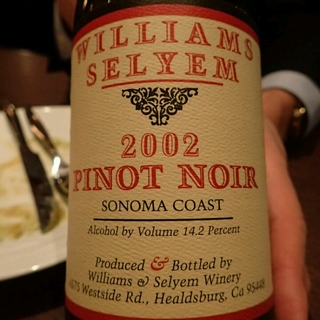 WILLIAMS
SELYEM
2002
PINOT NOIR
SONOMA COAST
Alcohol by Volume 14.2 Percent
Produced & Bottled by
Williams & Selyem Winery
Westside Rd., Healdsburg, Ca 95448